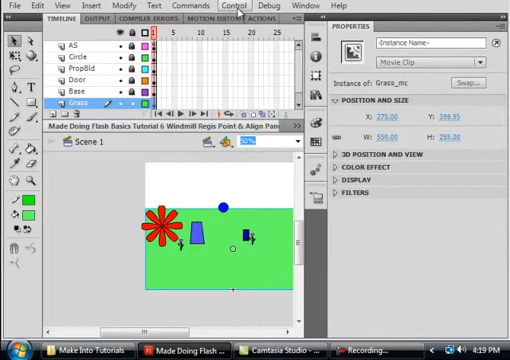 File Edit View Insert Modify Text Commands Control Debug Window Help
TIMELINE OUTPUT COMPILER ERRORS MOTION EDITOR ACTIONS
1 5 10 15 20 25 30
AS
Circle
PropBld
Door
Base
Grass
Made Doing Flash Basics Tutorial 6 Windmill Regis Point & Align Pan
Scene 1
PROPERTIES
<Instance Name>
Movie Clip
Instance of: Grass_mc
Swap...
POSITION AND SIZE
X: 275.00 Y: 398.95
W: 550.00 H: 255.00
3D POSITION AND VIEW
COLOR EFFECT
DISPLAY
FILTERS
Make Into Tutorials
Made Doing Flash ...
Camtasia Studio - ...
Recording...
4:19 PM